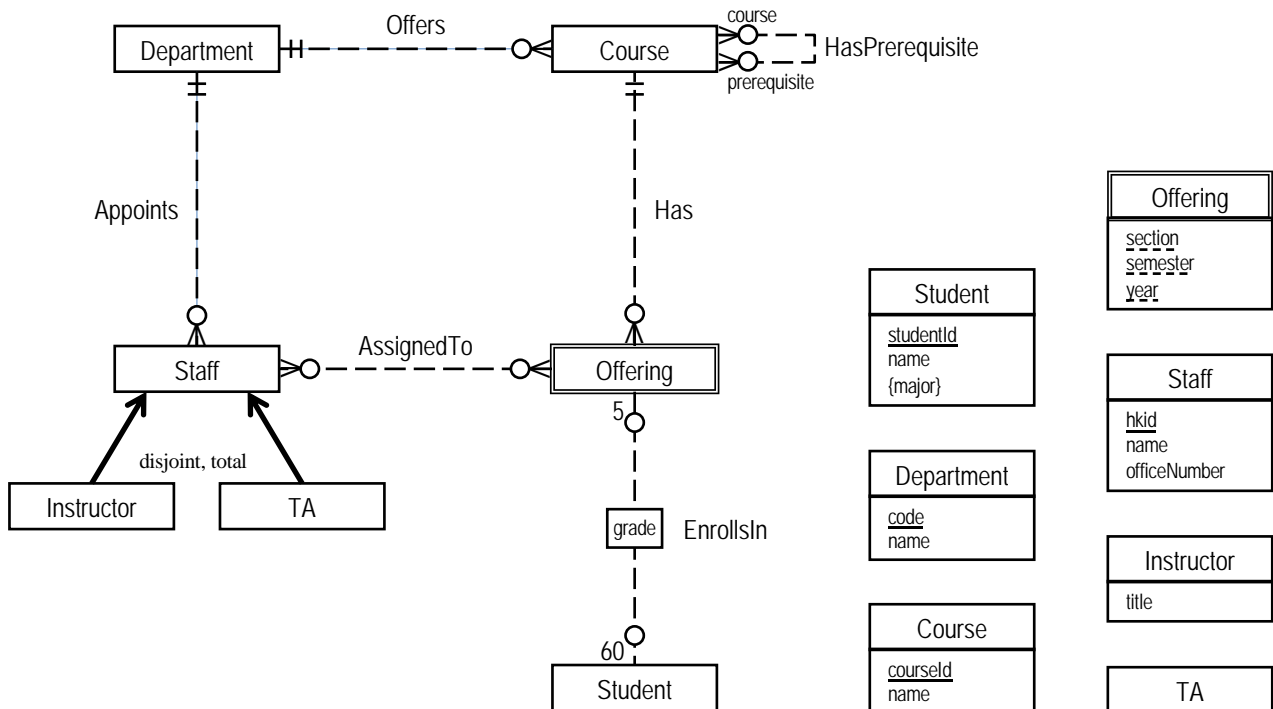 Offers
course
Department
Course
HasPrerequisite
prerequisite
Appoints
Has
AssignedTo
Staff
Offering
5
disjoint, total
Instructor
TA
grade
EnrollsIn
60
Student
Student
studentId
name
{major}
Department
code
name
Course
courseId
name
Offering
section
semester
year
Staff
hkid
name
officeNumber
Instructor
title
TA